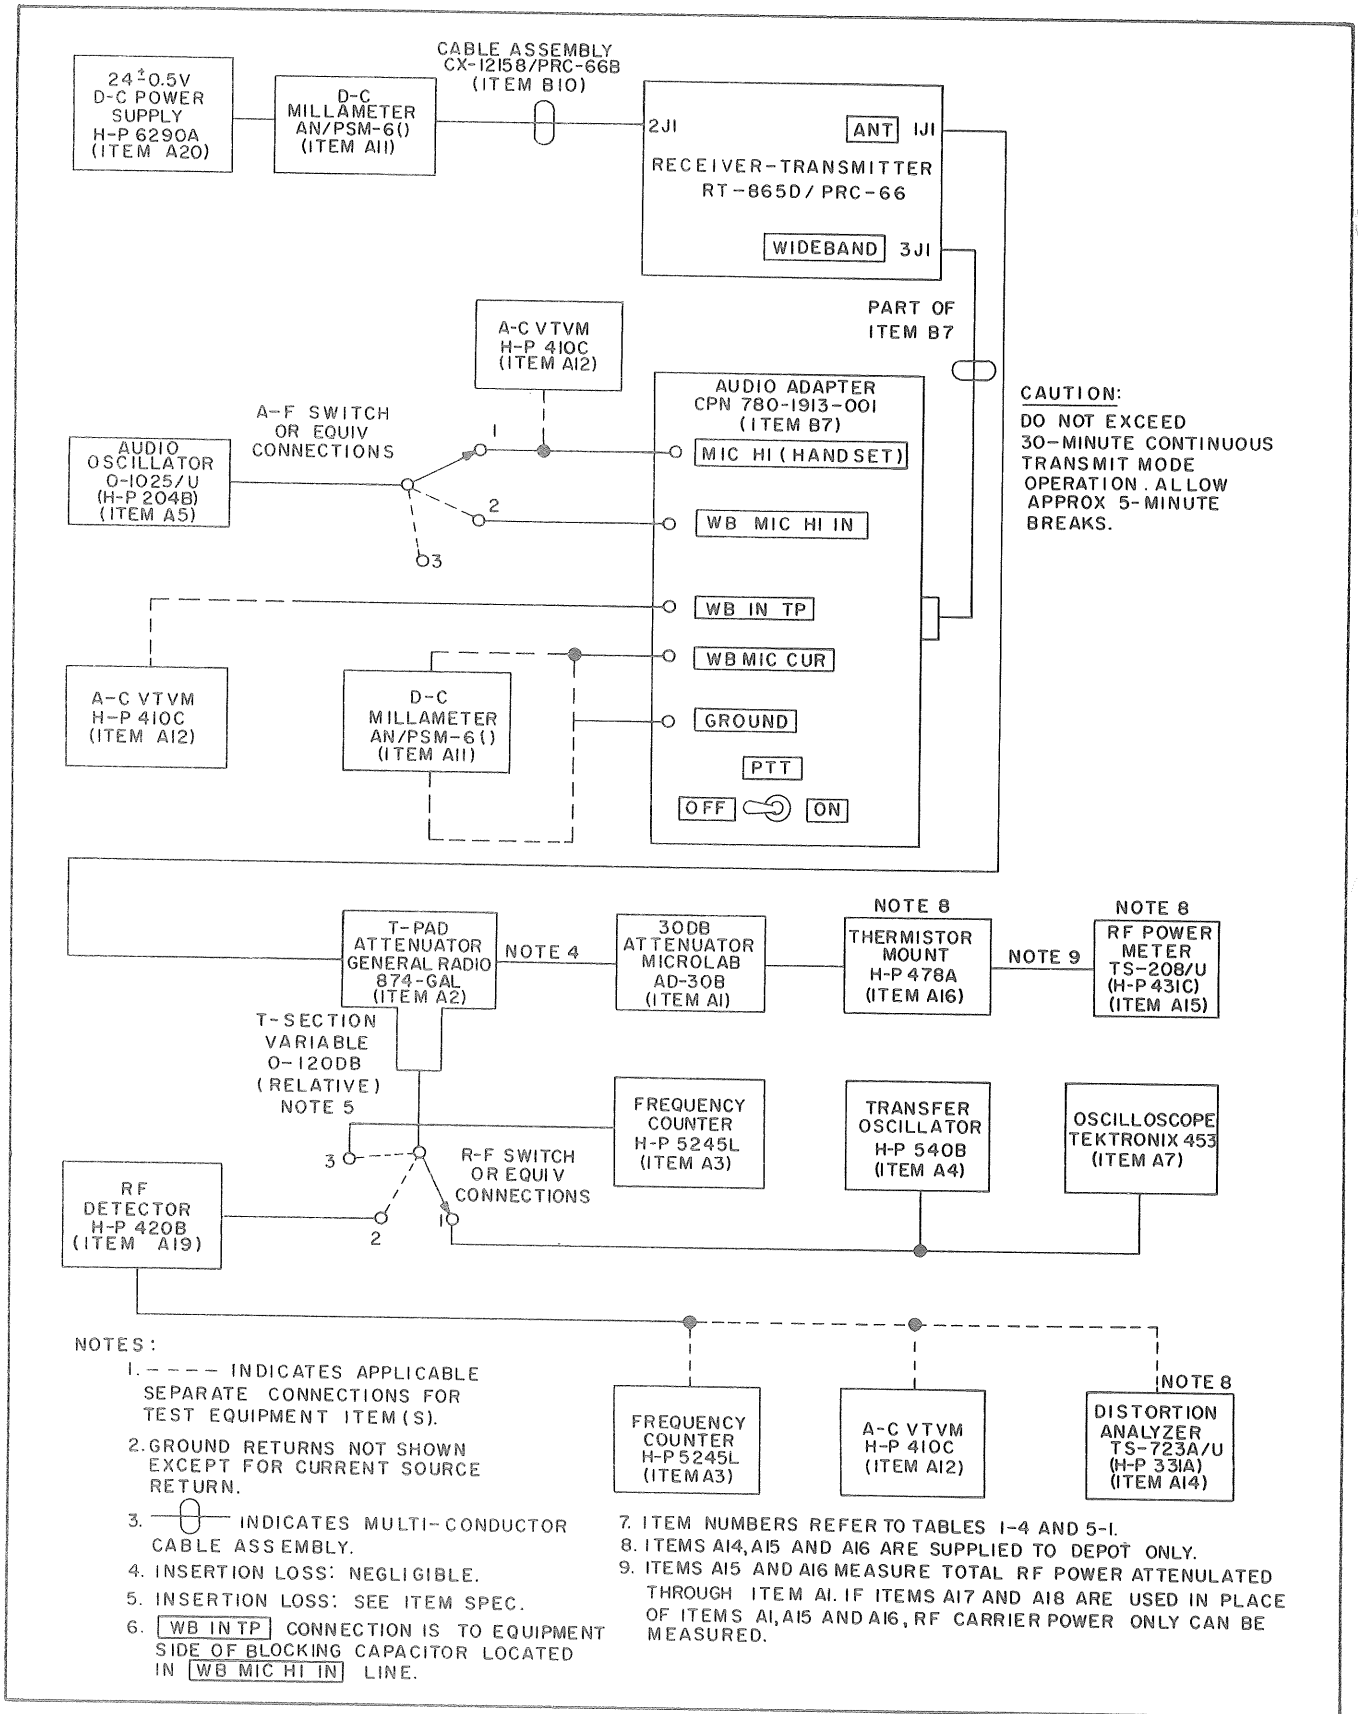 24 ±0.5V
D-C POWER
SUPPLY
H-P 6290A
(ITEM A20)
D-C
MILLAMETER
AN/PSM-6()
(ITEM A11)
CABLE ASSEMBLY
CX-12158/PRC-66B
(ITEM B10)
2J1
ANT 1J1
RECEIVER-TRANSMITTER
RT-865D/PRC-66
WIDEBAND 3J1
PART OF
ITEM B7
A-C VTVM
H-P 410C
(ITEM A12)
A-F SWITCH
OR EQUIV
CONNECTIONS
AUDIO
OSCILLATOR
O-1025/U
(H-P 204B)
(ITEM A5)
1
2
3
AUDIO ADAPTER
CPN 780-1913-001
(ITEM B7)
MIC HI (HANDSET)
WB MIC HI IN
WB IN TP
WB MIC CUR
GROUND
PTT
OFF ON
CAUTION:
DO NOT EXCEED
30-MINUTE CONTINUOUS
TRANSMIT MODE
OPERATION. ALLOW
APPROX 5-MINUTE
BREAKS.
A-C VTVM
H-P 410C
(ITEM A12)
D-C
MILLAMETER
AN/PSM-6()
(ITEM A11)
T-PAD
ATTENUATOR
GENERAL RADIO
874-GAL
(ITEM A2)
NOTE 4
30DB
ATTENUATOR
MICROLAB
AD-30B
(ITEM A1)
NOTE 8
THERMISTOR
MOUNT
H-P 478A
(ITEM A16)
NOTE 9
NOTE 8
RF POWER
METER
TS-208/U
(H-P 431C)
(ITEM A15)
T-SECTION
VARIABLE
0-120DB
(RELATIVE)
NOTE 5
3
2
1
R-F SWITCH
OR EQUIV
CONNECTIONS
FREQUENCY
COUNTER
H-P 5245L
(ITEM A3)
TRANSFER
OSCILLATOR
H-P 540B
(ITEM A4)
OSCILLOSCOPE
TEKTRONIX 453
(ITEM A7)
RF
DETECTOR
H-P 420B
(ITEM A19)
FREQUENCY
COUNTER
H-P 5245L
(ITEM A3)
A-C VTVM
H-P 410C
(ITEM A12)
NOTE 8
DISTORTION
ANALYZER
TS-723A/U
(H-P 331A)
(ITEM A14)
NOTES:
1. ---- INDICATES APPLICABLE
SEPARATE CONNECTIONS FOR
TEST EQUIPMENT ITEM(S).
2. GROUND RETURNS NOT SHOWN
EXCEPT FOR CURRENT SOURCE
RETURN.
3. INDICATES MULTI-CONDUCTOR
CABLE ASSEMBLY.
4. INSERTION LOSS: NEGLIGIBLE.
5. INSERTION LOSS: SEE ITEM SPEC.
6. WB IN TP CONNECTION IS TO EQUIPMENT
SIDE OF BLOCKING CAPACITOR LOCATED
IN WB MIC HI IN LINE.
7. ITEM NUMBERS REFER TO TABLES 1-4 AND 5-1.
8. ITEMS A14, A15 AND A16 ARE SUPPLIED TO DEPOT ONLY.
9. ITEMS A15 AND A16 MEASURE TOTAL RF POWER ATTENULATED
THROUGH ITEM A1. IF ITEMS A17 AND A18 ARE USED IN PLACE
OF ITEMS A1, A15 AND A16, RF CARRIER POWER ONLY CAN BE
MEASURED.